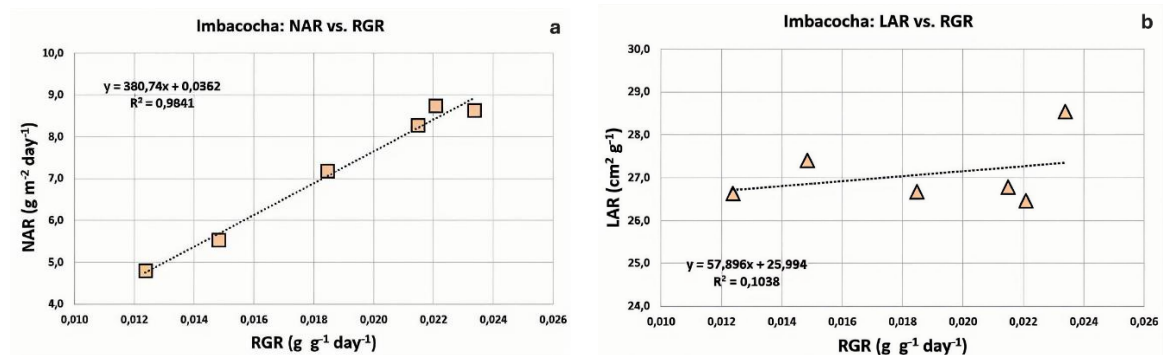 Imbacocha: NAR vs. RGR
a
10,0
9,0
8,0
7,0
6,0
5,0
4,0
y = 380,74x + 0,0362
R² = 0,9841
NAR (g m⁻² day⁻¹)
0,010 0,012 0,014 0,016 0,018 0,020 0,022 0,024 0,026
RGR (g g⁻¹ day⁻¹)
Imbacocha: LAR vs. RGR
b
30,0
29,0
28,0
27,0
26,0
25,0
24,0
y = 57,896x + 25,994
R² = 0,1038
LAR (cm² g⁻¹)
0,010 0,012 0,014 0,016 0,018 0,020 0,022 0,024 0,026
RGR (g g⁻¹ day⁻¹)